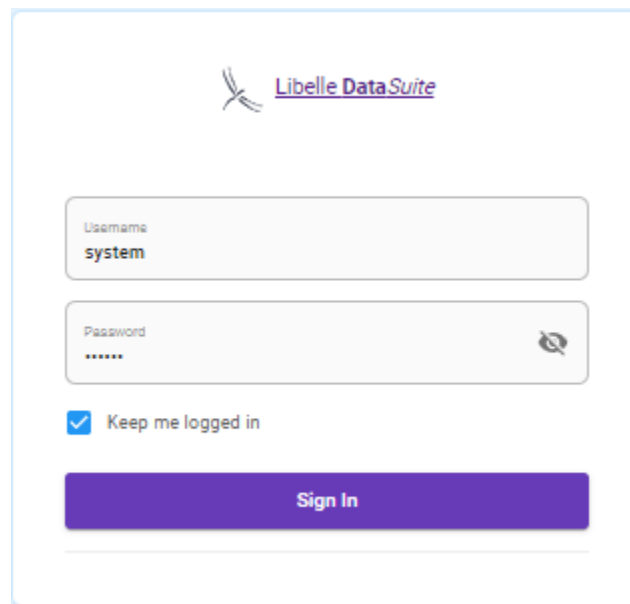 Libelle DataSuite
Username
system
Password
••••••
Keep me logged in
Sign In